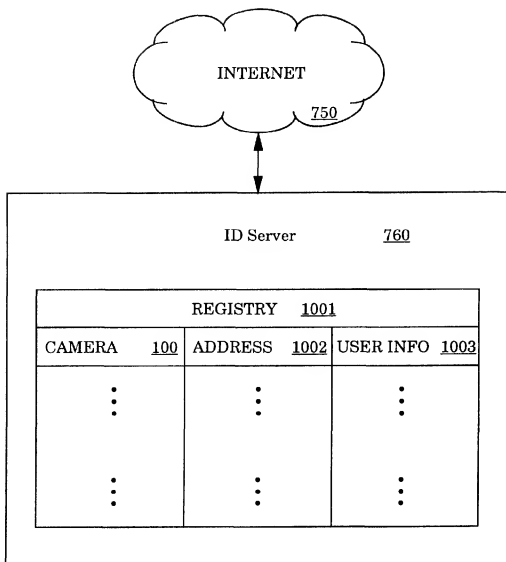 INTERNET
750
ID Server 760
REGISTRY 1001
CAMERA 100 ADDRESS 1002 USER INFO 1003